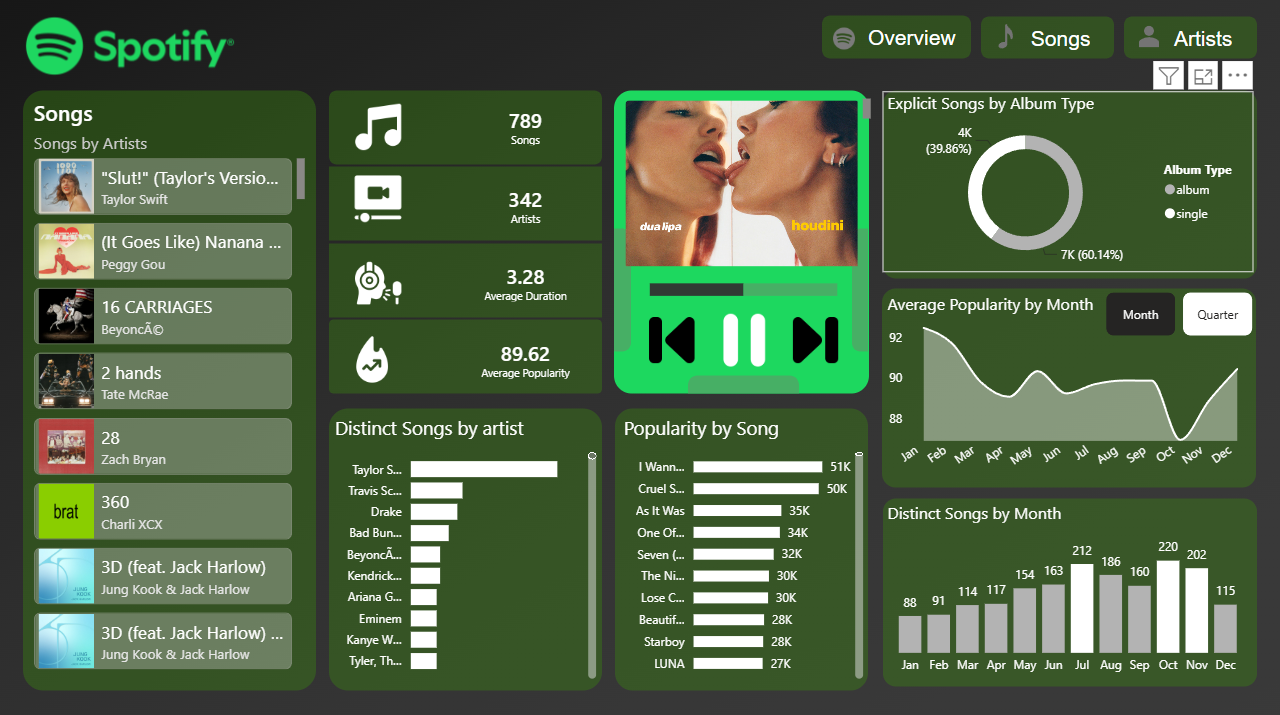 Spotify®
Overview
Songs
Artists
Songs
Songs by Artists
"Slut!" (Taylor's Versio...
Taylor Swift
(It Goes Like) Nanana ...
Peggy Gou
16 CARRIAGES
BeyoncÃ©
2 hands
Tate McRae
28
Zach Bryan
brat
360
Charli XCX
3D (feat. Jack Harlow)
Jung Kook & Jack Harlow
3D (feat. Jack Harlow) ...
Jung Kook & Jack Harlow
789
Songs
342
Artists
3.28
Average Duration
89.62
Average Popularity
dua lipa
houdini
Distinct Songs by artist
Taylor S...
Travis Sc...
Drake
Bad Bun...
BeyoncÃ...
Kendrick...
Ariana G...
Eminem
Kanye W...
Tyler, Th...
Popularity by Song
I Wann... 51K
Cruel S... 50K
As It Was 35K
One Of... 34K
Seven (... 32K
The Ni... 30K
Lose C... 30K
Beautif... 28K
Starboy 28K
LUNA 27K
Explicit Songs by Album Type
4K
(39.86%)
7K (60.14%)
Album Type
album
single
Average Popularity by Month
Month
Quarter
92
90
88
Jan Feb Mar Apr May Jun Jul Aug Sep Oct Nov Dec
Distinct Songs by Month
88 91 114 117 154 163 212 186 160 220 202 115
Jan Feb Mar Apr May Jun Jul Aug Sep Oct Nov Dec